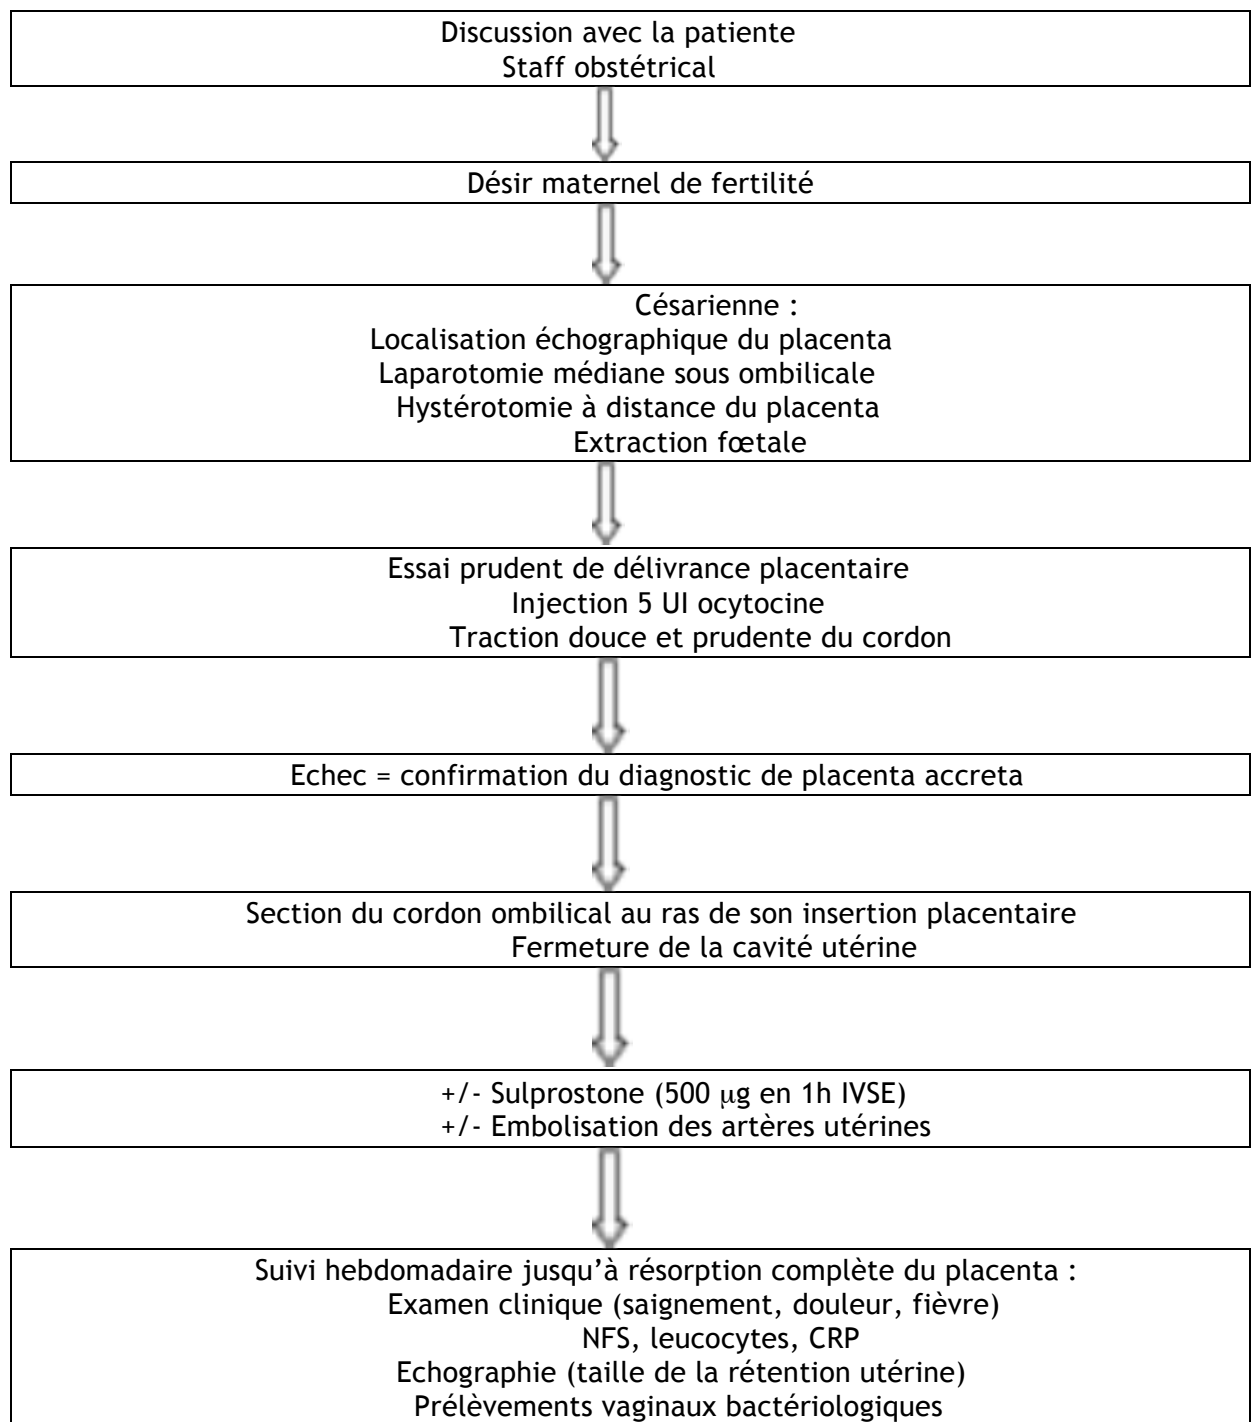 Discussion avec la patiente
Staff obstétrical
Désir maternel de fertilité
Césarienne :
Localisation échographique du placenta
Laparotomie médiane sous ombilicale
Hystérotomie à distance du placenta
Extraction fœtale
Essai prudent de délivrance placentaire
Injection 5 UI ocytocine
Traction douce et prudente du cordon
Echec = confirmation du diagnostic de placenta accreta
Section du cordon ombilical au ras de son insertion placentaire
Fermeture de la cavité utérine
+/- Sulprostone (500 µg en 1h IVSE)
+/- Embolisation des artères utérines
Suivi hebdomadaire jusqu’à résorption complète du placenta :
Examen clinique (saignement, douleur, fièvre)
NFS, leucocytes, CRP
Echographie (taille de la rétention utérine)
Prélèvements vaginaux bactériologiques